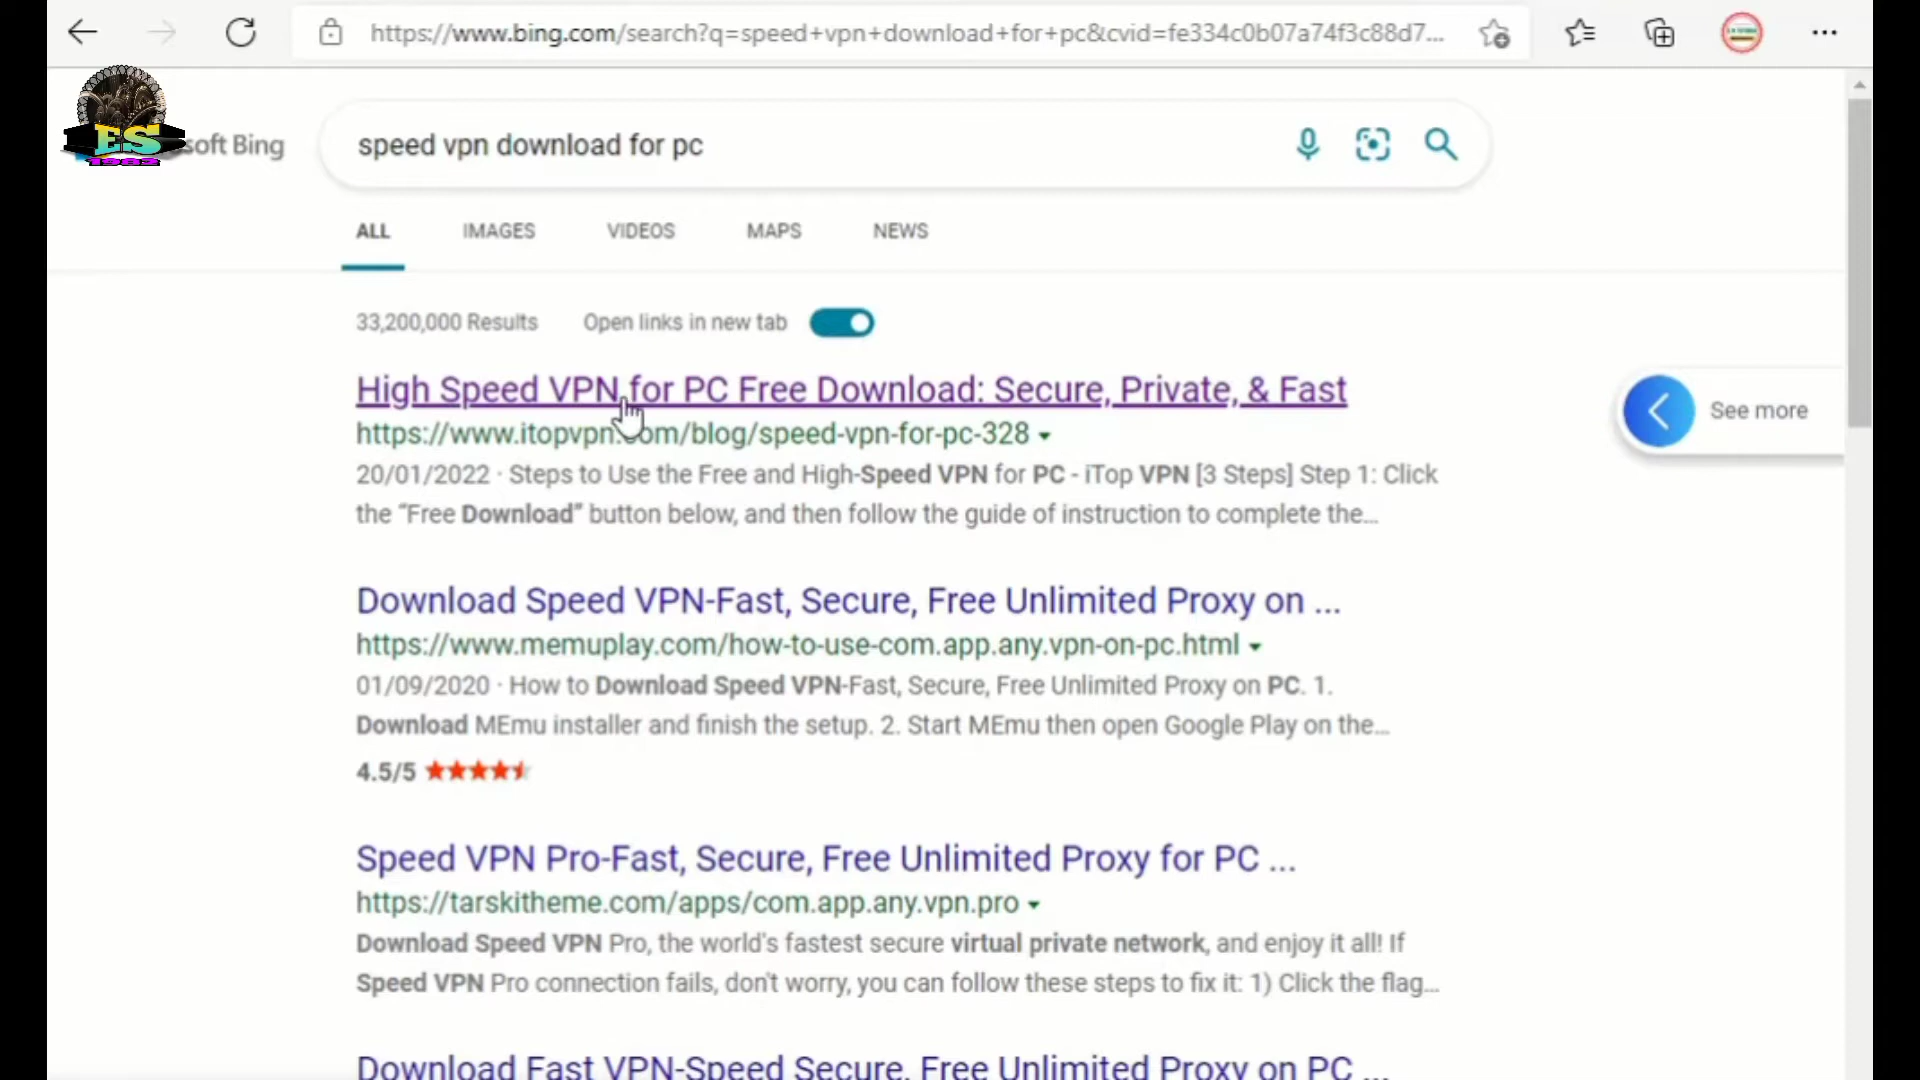 https://www.bing.com/search?q=speed+vpn+download+for+pc&cvid=fe334c0b07a74f3c88d7...
ES
1983
soft Bing
speed vpn download for pc
ALL IMAGES VIDEOS MAPS NEWS
33,200,000 Results Open links in new tab
High Speed VPN for PC Free Download: Secure, Private, & Fast
https://www.itopvpn.com/blog/speed-vpn-for-pc-328
See more
20/01/2022 · Steps to Use the Free and High-Speed VPN for PC - iTop VPN [3 Steps] Step 1: Click
the “Free Download” button below, and then follow the guide of instruction to complete the...
Download Speed VPN-Fast, Secure, Free Unlimited Proxy on ...
https://www.memuplay.com/how-to-use-com.app.any.vpn-on-pc.html
01/09/2020 · How to Download Speed VPN-Fast, Secure, Free Unlimited Proxy on PC. 1.
Download MEmu installer and finish the setup. 2. Start MEmu then open Google Play on the...
4.5/5
Speed VPN Pro-Fast, Secure, Free Unlimited Proxy for PC ...
https://tarskitheme.com/apps/com.app.any.vpn.pro
Download Speed VPN Pro, the world's fastest secure virtual private network, and enjoy it all! If
Speed VPN Pro connection fails, don't worry, you can follow these steps to fix it: 1) Click the flag...
Download Fast VPN-Speed Secure, Free Unlimited Proxy on PC ...